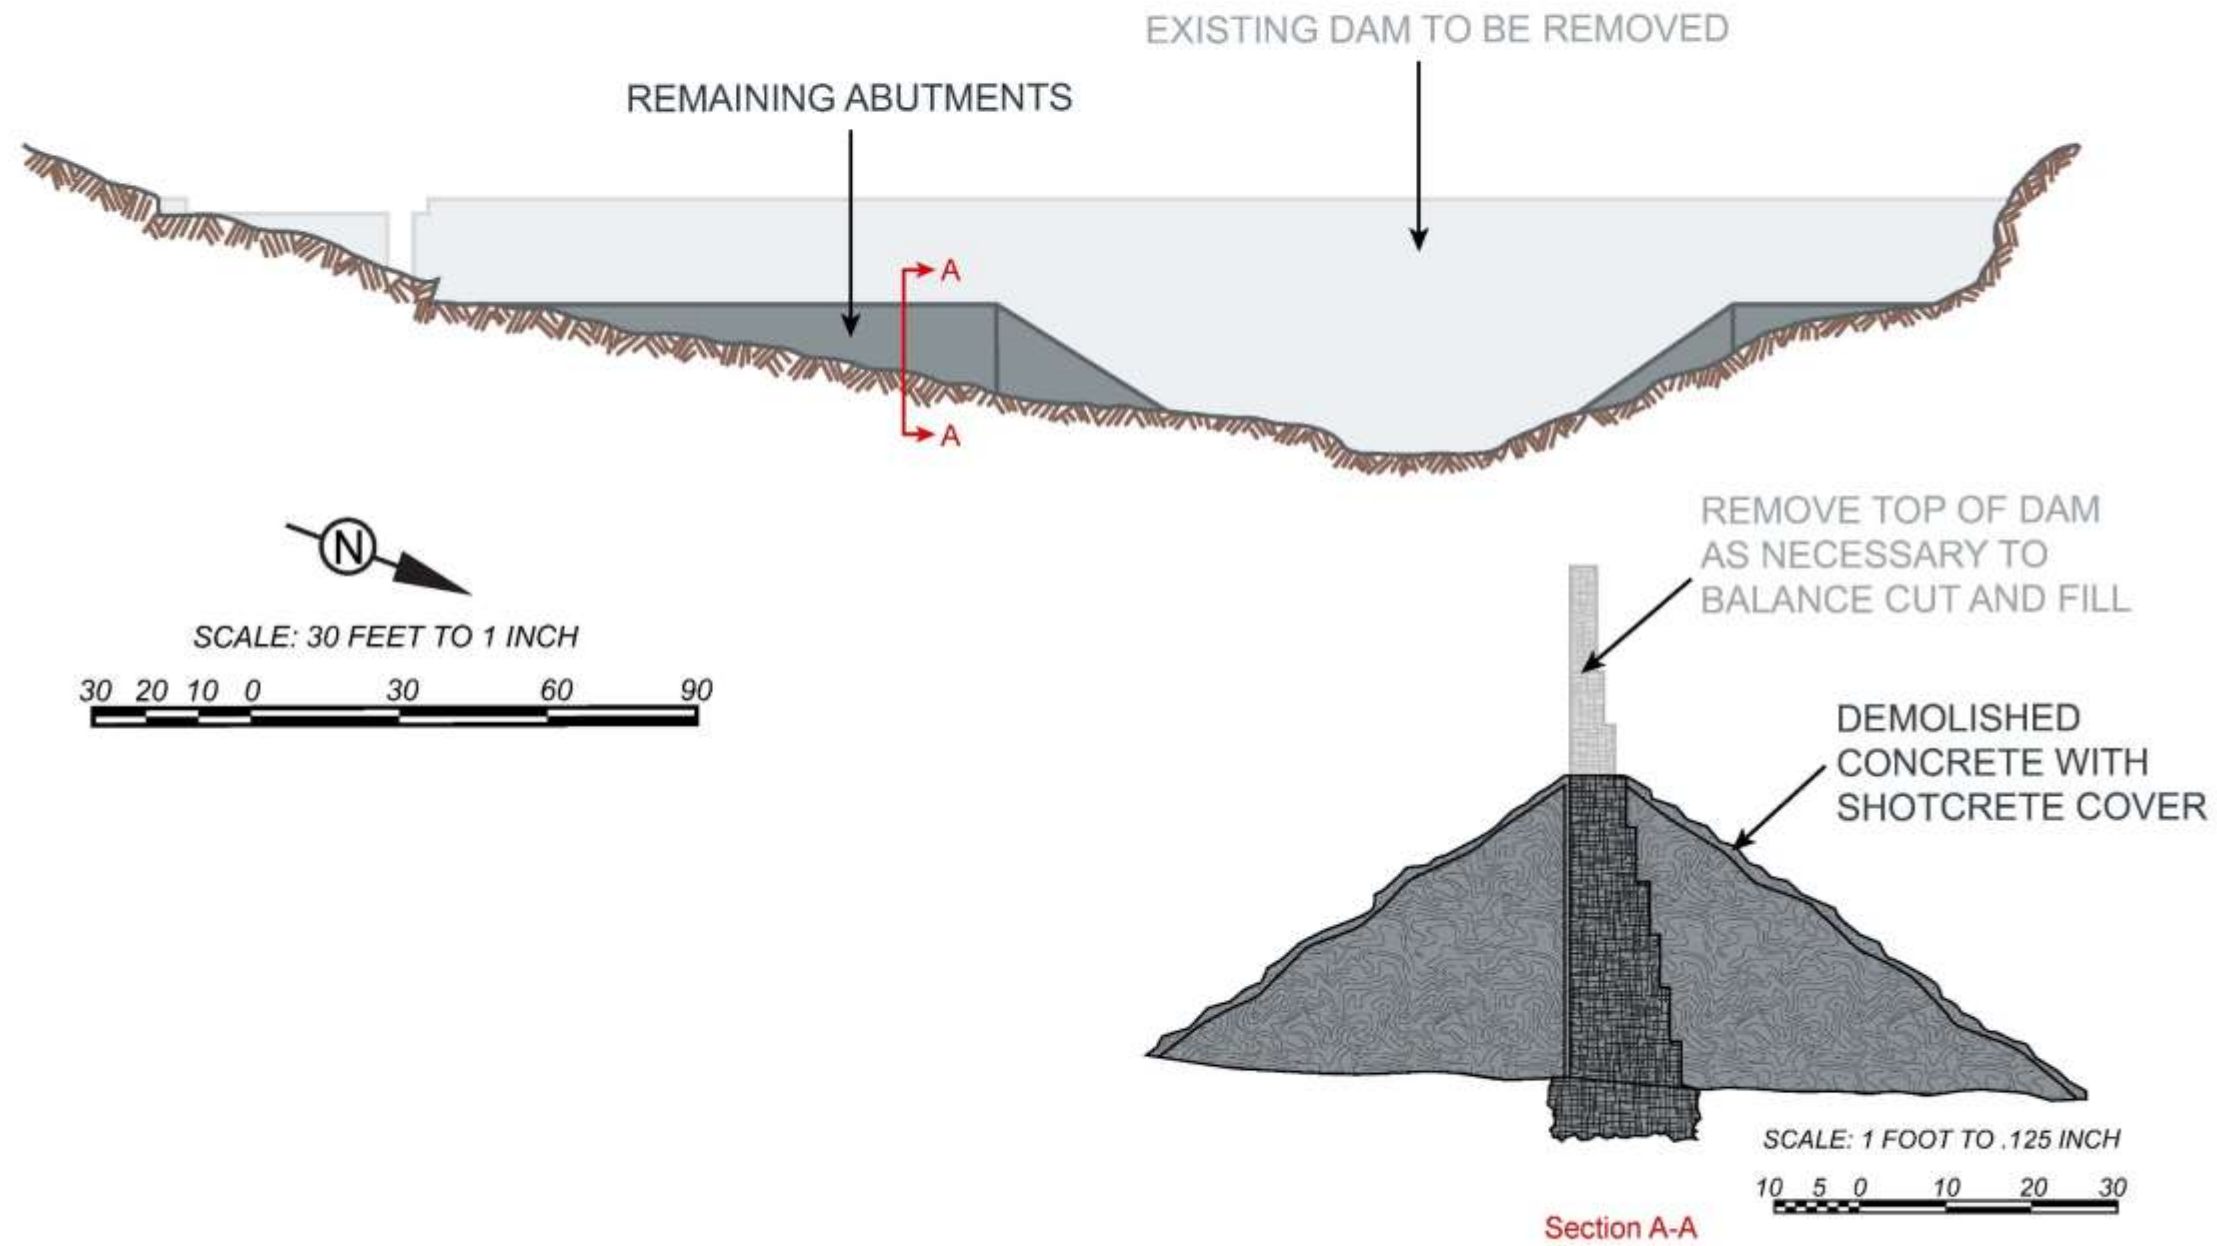 EXISTING DAM TO BE REMOVED
REMAINING ABUTMENTS
A
A
N
SCALE: 30 FEET TO 1 INCH
30 20 10 0 30 60 90
REMOVE TOP OF DAM
AS NECESSARY TO
BALANCE CUT AND FILL
DEMOLISHED
CONCRETE WITH
SHOTCRETE COVER
SCALE: 1 FOOT TO .125 INCH
10 5 0 10 20 30
Section A-A